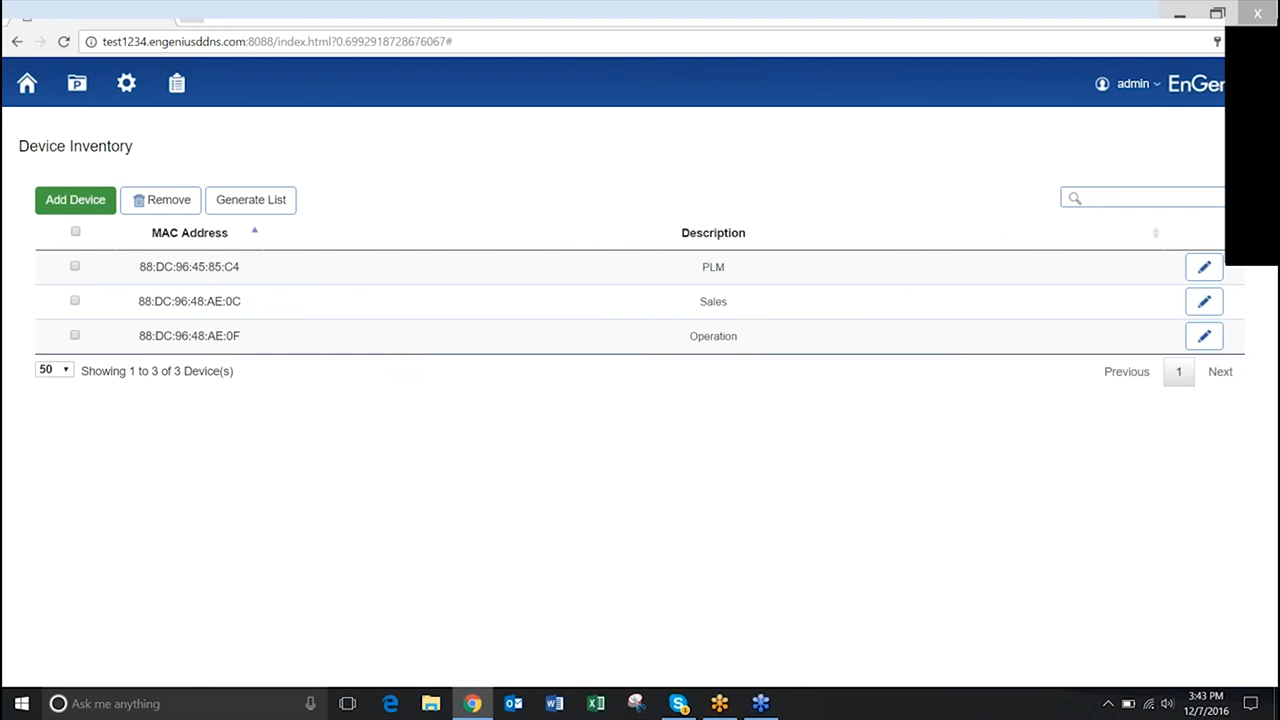 test1234.engeniusddns.com:8088/index.html?0.6992918728676067#
admin
EnGer
Device Inventory
Add Device Remove Generate List
MAC Address Description
88:DC:96:45:85:C4 PLM
88:DC:96:48:AE:0C Sales
88:DC:96:48:AE:0F Operation
50 Showing 1 to 3 of 3 Device(s) Previous 1 Next
Ask me anything
3:43 PM
12/7/2016